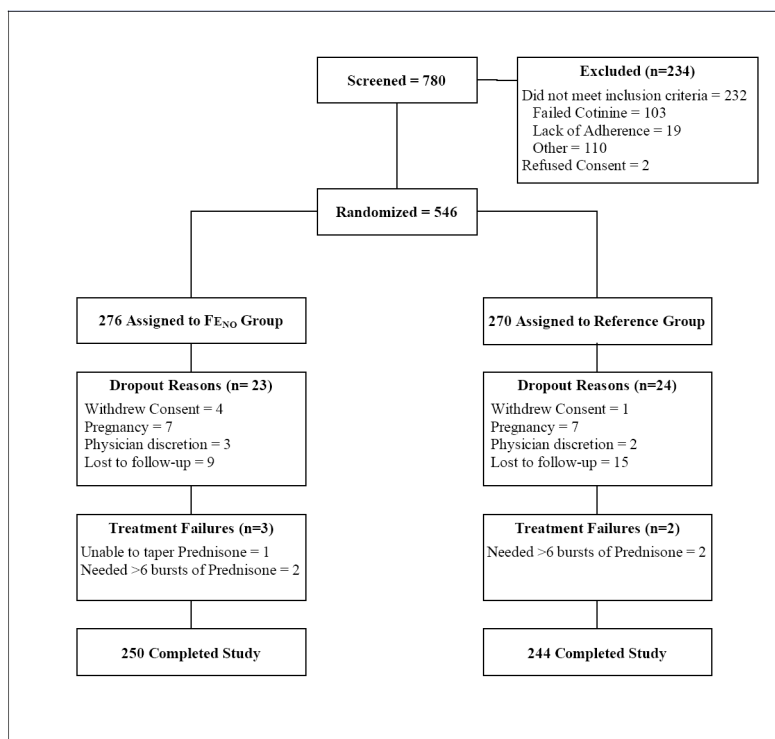 Screened = 780
Excluded (n=234)
Did not meet inclusion criteria = 232
Failed Cotinine = 103
Lack of Adherence = 19
Other = 110
Refused Consent = 2
Randomized = 546
276 Assigned to FENO Group
Dropout Reasons (n= 23)
Withdrew Consent = 4
Pregnancy = 7
Physician discretion = 3
Lost to follow-up = 9
Treatment Failures (n=3)
Unable to taper Prednisone = 1
Needed >6 bursts of Prednisone = 2
250 Completed Study
270 Assigned to Reference Group
Dropout Reasons (n=24)
Withdrew Consent = 1
Pregnancy = 7
Physician discretion = 2
Lost to follow-up = 15
Treatment Failures (n=2)
Needed >6 bursts of Prednisone = 2
244 Completed Study